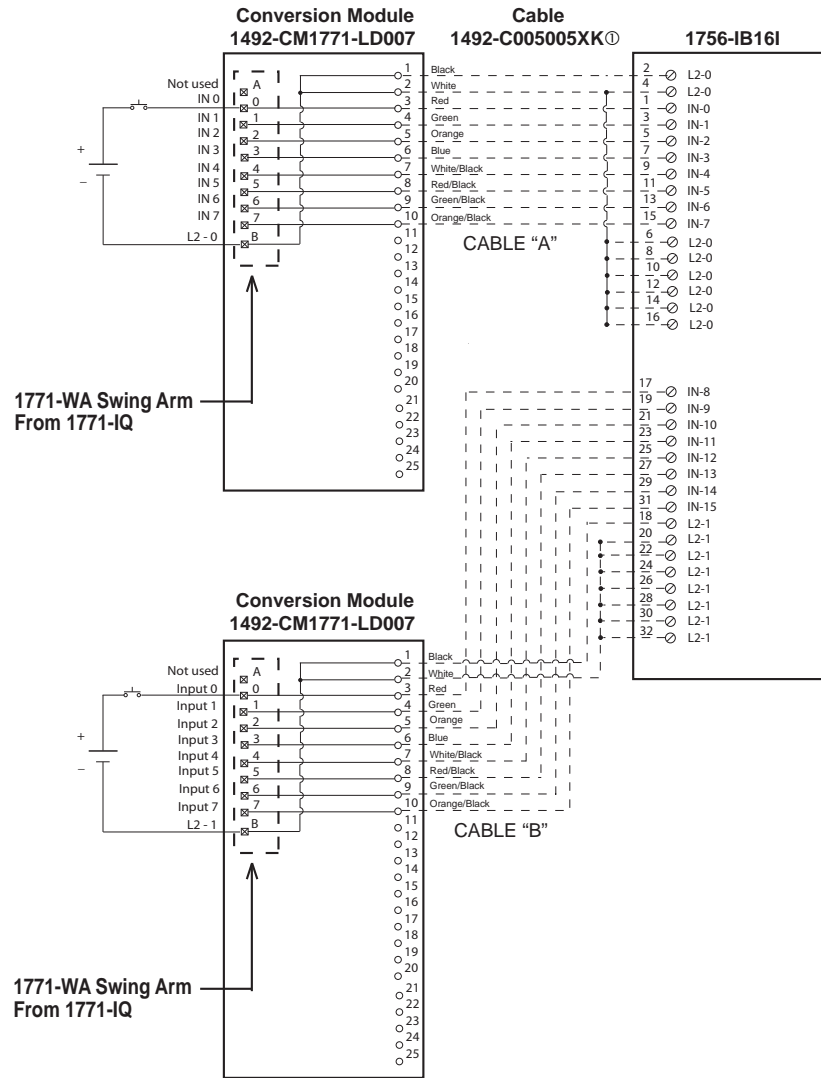 Conversion Module
1492-CM1771-LD007
Cable
1492-C005005XK①
1756-IB16I
Not used
IN 0
IN 1
IN 2
IN 3
IN 4
IN 5
IN 6
IN 7
L2 - 0
+
–
A
0
1
2
3
4
5
6
7
B
1 Black 2 L2-0
2 White 4 L2-0
3 Red 1 IN-0
4 Green 3 IN-1
5 Orange 5 IN-2
6 Blue 7 IN-3
7 White/Black 9 IN-4
8 Red/Black 11 IN-5
9 Green/Black 13 IN-6
10 Orange/Black 15 IN-7
11
12
13
14
15
16
17
18
19
20
21
22
23
24
25
CABLE “A”
6 L2-0
8 L2-0
10 L2-0
12 L2-0
14 L2-0
16 L2-0
1771-WA Swing Arm
From 1771-IQ
17 IN-8
19 IN-9
21 IN-10
23 IN-11
25 IN-12
27 IN-13
29 IN-14
31 IN-15
18 L2-1
20 L2-1
22 L2-1
24 L2-1
26 L2-1
28 L2-1
30 L2-1
32 L2-1
Conversion Module
1492-CM1771-LD007
Not used
Input 0
Input 1
Input 2
Input 3
Input 4
Input 5
Input 6
Input 7
L2 - 1
+
–
A
0
1
2
3
4
5
6
7
B
1 Black
2 White
3 Red
4 Green
5 Orange
6 Blue
7 White/Black
8 Red/Black
9 Green/Black
10 Orange/Black
11
12
13
14
15
16
17
18
19
20
21
22
23
24
25
CABLE “B”
1771-WA Swing Arm
From 1771-IQ